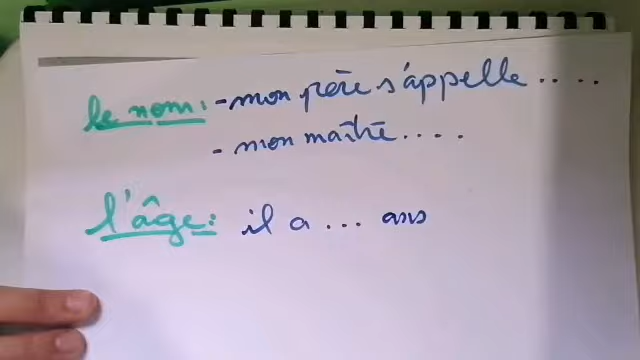 le nom: - mon père s'appelle....
- mon maître....
l'âge: il a ... ans